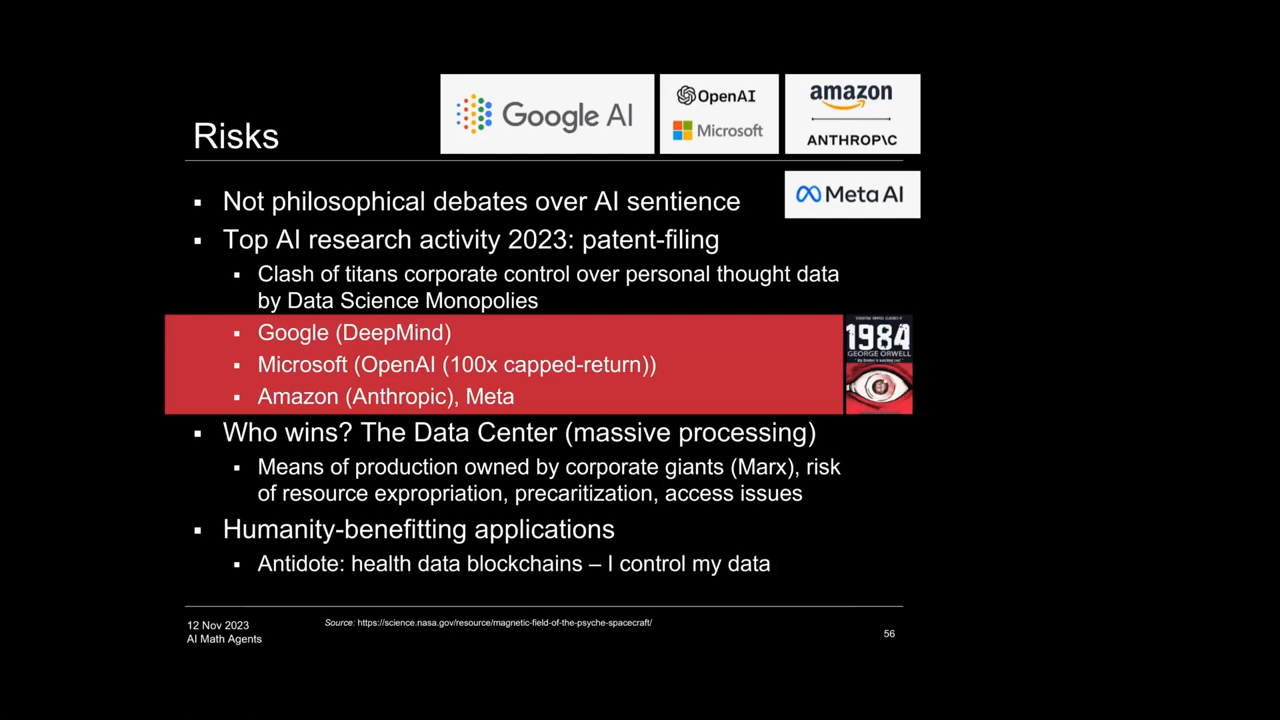 Google AI
OpenAI
Microsoft
amazon
ANTHROP\C
Risks
Meta AI
▪ Not philosophical debates over AI sentience
▪ Top AI research activity 2023: patent-filing
▪ Clash of titans corporate control over personal thought data
by Data Science Monopolies
▪ Google (DeepMind)
▪ Microsoft (OpenAI (100x capped-return))
▪ Amazon (Anthropic), Meta
1984
GEORGE ORWELL
▪ Who wins? The Data Center (massive processing)
▪ Means of production owned by corporate giants (Marx), risk
of resource expropriation, precaritization, access issues
▪ Humanity-benefitting applications
▪ Antidote: health data blockchains – I control my data
12 Nov 2023
AI Math Agents
Source: https://science.nasa.gov/resource/magnetic-field-of-the-psyche-spacecraft/
56